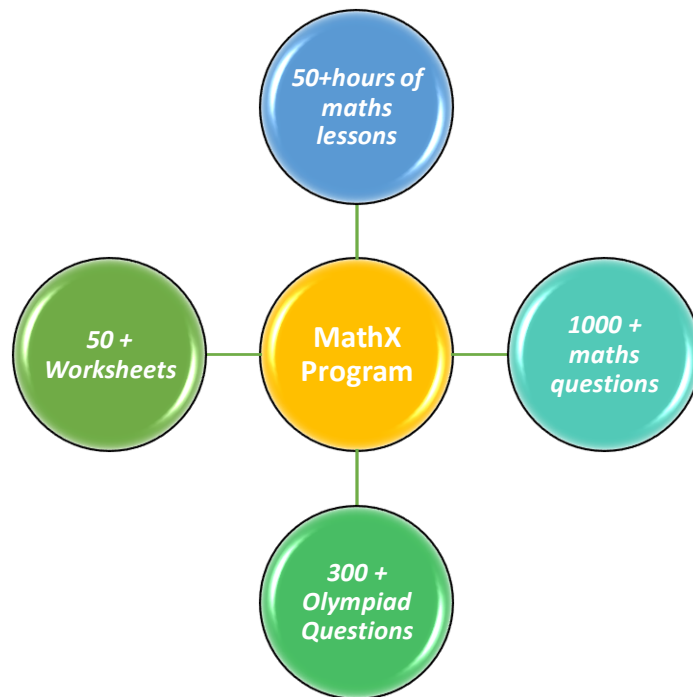 50+hours of
maths
lessons
50 +
Worksheets
MathX
Program
1000 +
maths
questions
300 +
Olympiad
Questions